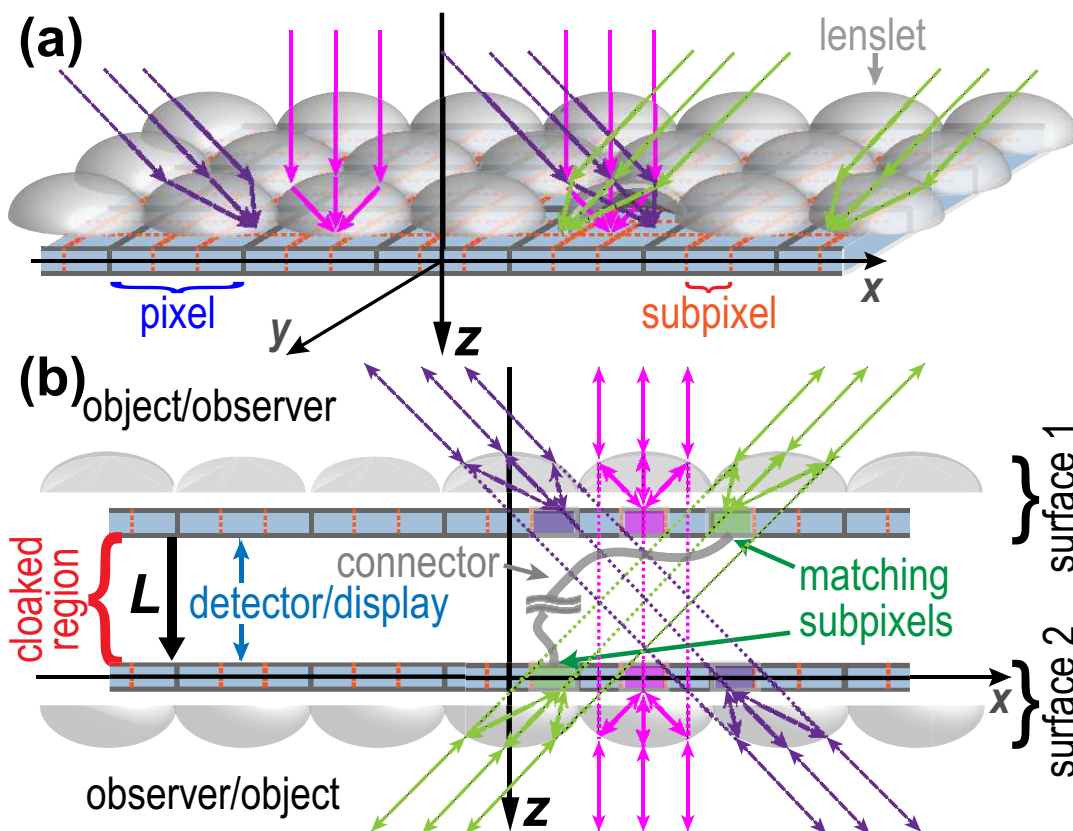 (a)
lenslet
pixel
subpixel
x
y
z
(b)
object/observer
surface 1
connector
cloaked
region
L
detector/display
matching
subpixels
x
surface 2
observer/object
z